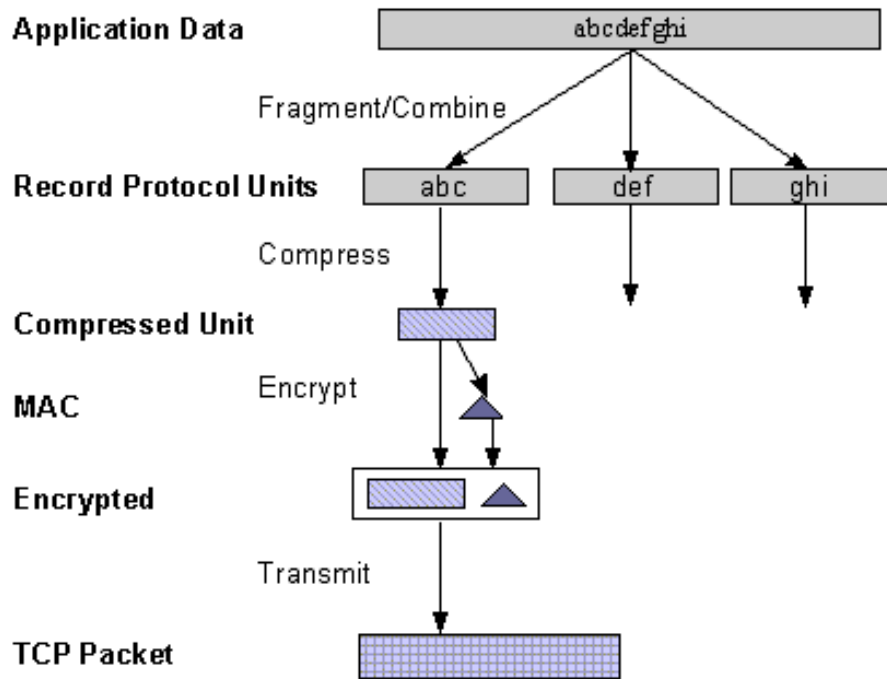 Application Data
abcdefghi
Fragment/Combine
Record Protocol Units
abc
def
ghi
Compress
Compressed Unit
Encrypt
MAC
Encrypted
Transmit
TCP Packet